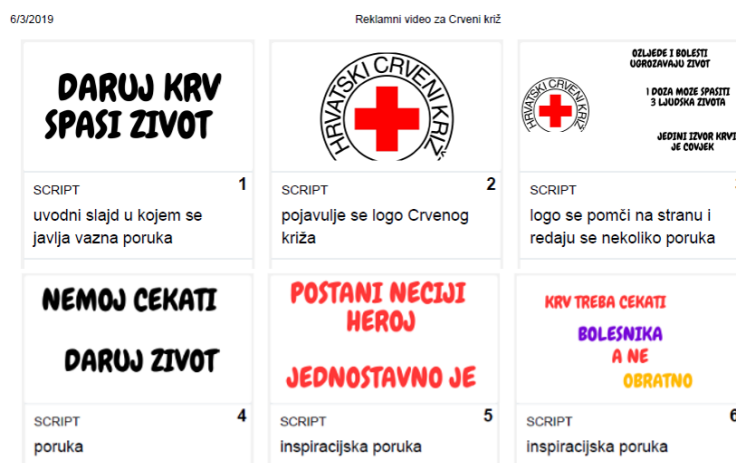 6/3/2019
Reklamni video za Crveni križ
DARUJ KRV
SPASI ZIVOT
SCRIPT
1
uvodni slajd u kojem se
javlja vazna poruka
HRVATSKI CRVENI KRIŽ
SCRIPT
2
pojavulje se logo Crvenog
križa
HRVATSKI CRVENI KRIŽ
OZLJEDE I BOLESTI
UGROZAVAJU ZIVOT
1 DOZA MOZE SPASITI
3 LJUDSKA ZIVOTA
JEDINI IZVOR KRVI
JE COVJEK
SCRIPT
logo se pomči na stranu i
redaju se nekoliko poruka
NEMOJ CEKATI
DARUJ ZIVOT
SCRIPT
4
poruka
POSTANI NECIJI
HEROJ
JEDNOSTAVNO JE
SCRIPT
5
inspiracijska poruka
KRV TREBA CEKATI
BOLESNIKA
A NE
OBRATNO
SCRIPT
6
inspiracijska poruka